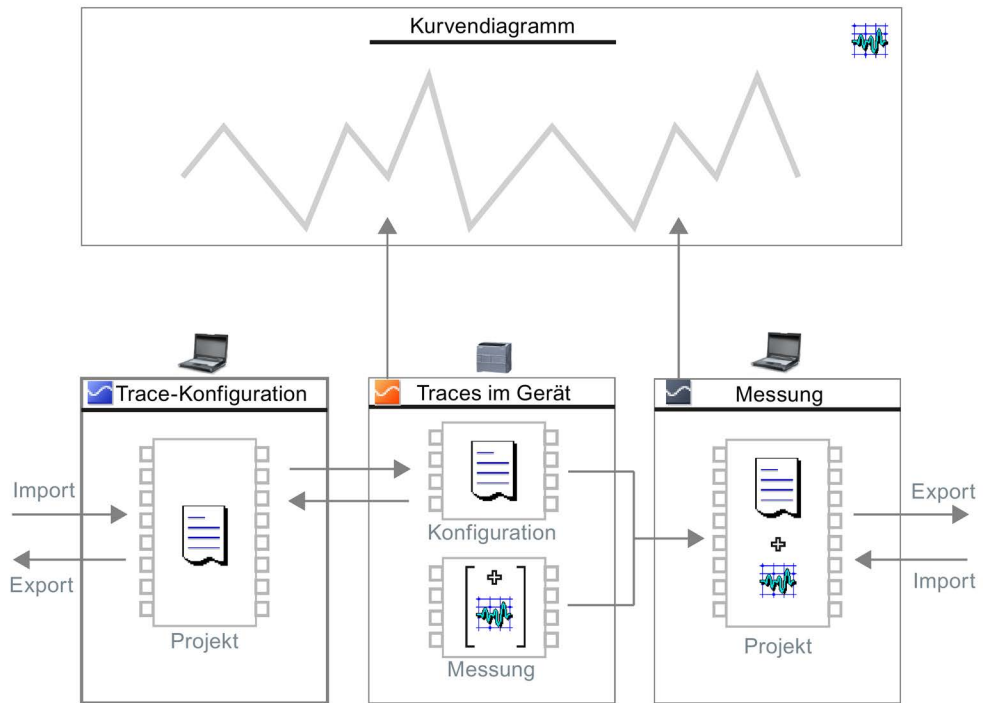 Kurvendiagramm
Trace-Konfiguration
Traces im Gerät
Messung
Import
Export
Projekt
Konfiguration
Messung
Projekt
Export
Import